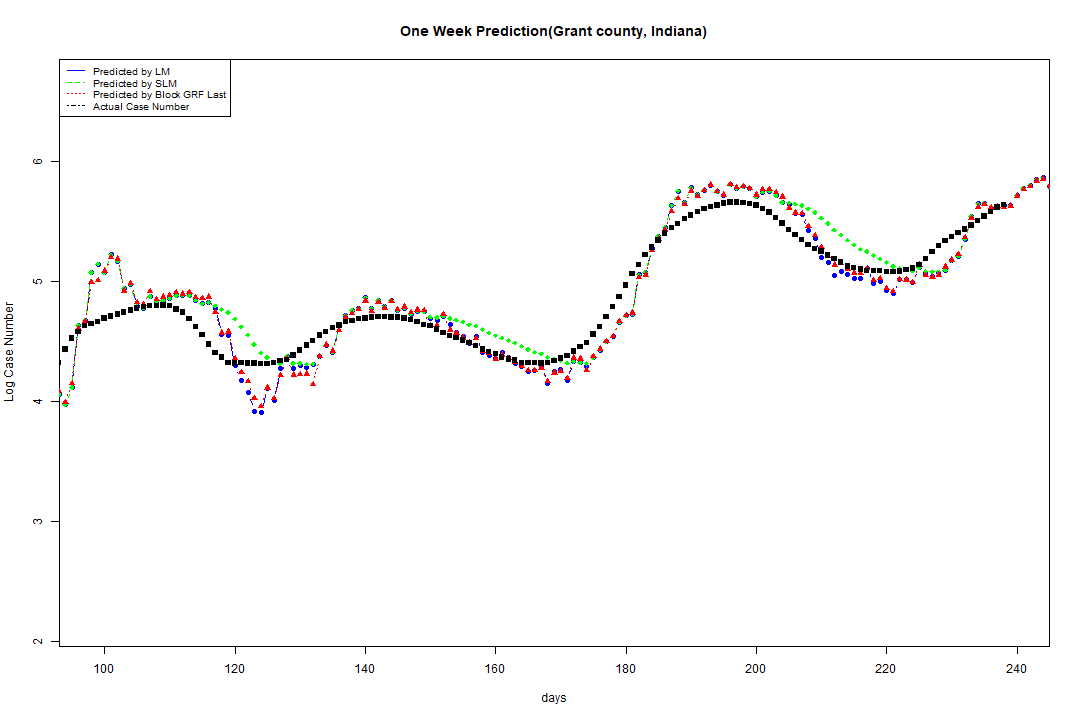 One Week Prediction(Grant county, Indiana)
Predicted by LM
Predicted by SLM
Predicted by Block GRF Last
Actual Case Number
6
5
4
3
2
Log Case Number
100 120 140 160 180 200 220 240
days